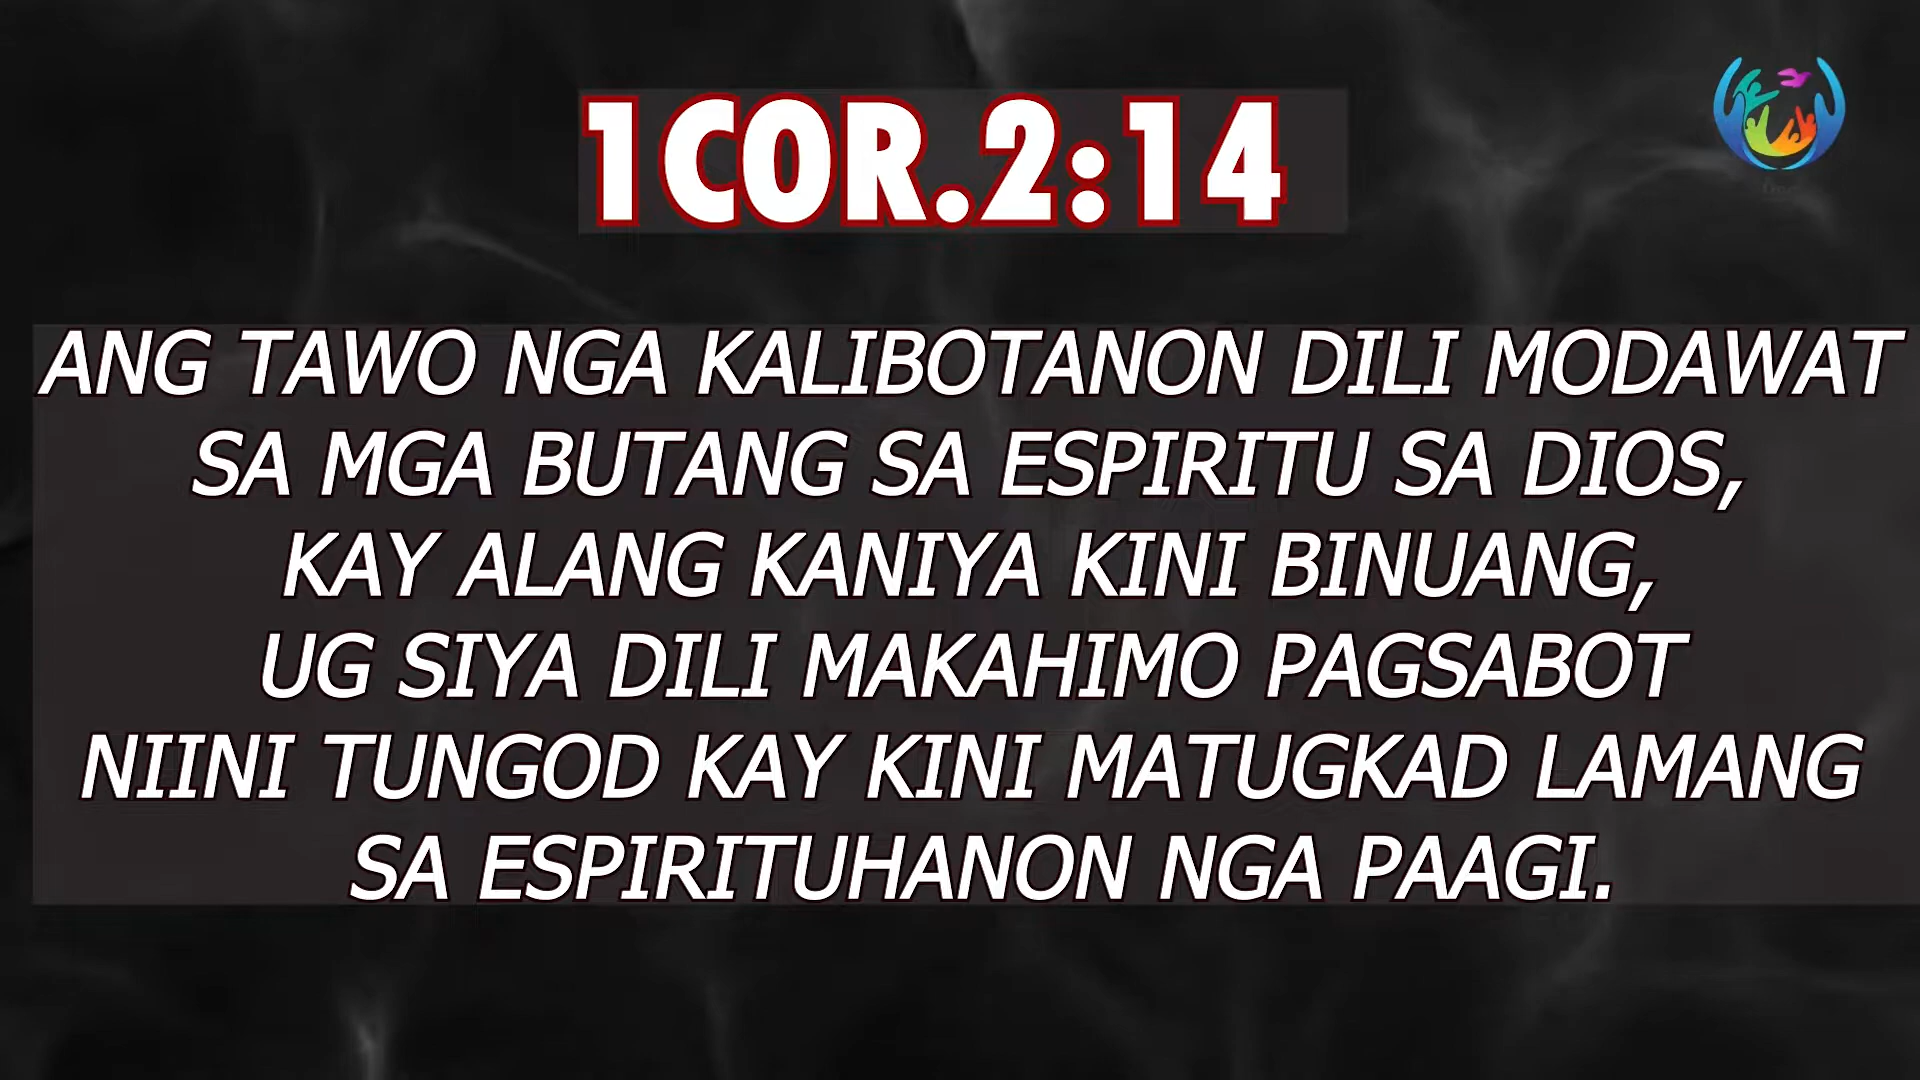 1COR.2:14
ANG TAWO NGA KALIBOTANON DILI MODAWAT
SA MGA BUTANG SA ESPIRITU SA DIOS,
KAY ALANG KANIYA KINI BINUANG,
UG SIYA DILI MAKAHIMO PAGSABOT
NIINI TUNGOD KAY KINI MATUGKAD LAMANG
SA ESPIRITUHANON NGA PAAGI.